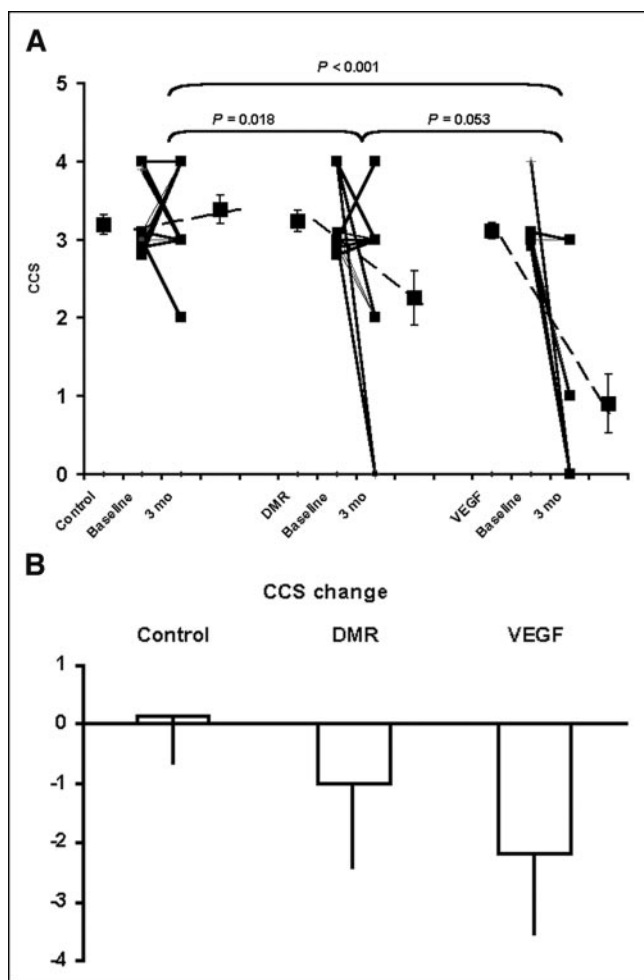 A
P < 0.001
P = 0.018
P = 0.053
5
4
3
2
1
0
CCS
Control
Baseline
3 mo
DMR
Baseline
3 mo
VEGF
Baseline
3 mo
B
CCS change
Control DMR VEGF
1
0
-1
-2
-3
-4